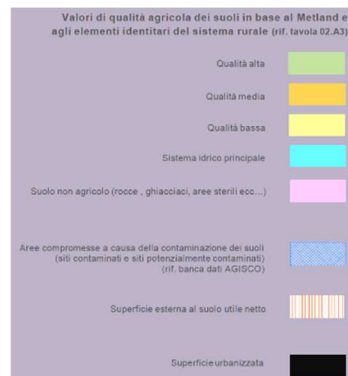 Valori di qualità agricola dei suoli in base al Metland e
agli elementi identitari del sistema rurale (rif. tavola 02.A3)
Qualità alta
Qualità media
Qualità bassa
Sistema idrico principale
Suolo non agricolo (rocce , ghiacciaci, aree sterili ecc...)
Aree compromesse a causa della contaminazione dei suoli
(siti contaminati e siti potenzialmente contaminati)
(rif. banca dati AGISCO)
Superficie esterna al suolo utile netto
Superficie urbanizzata